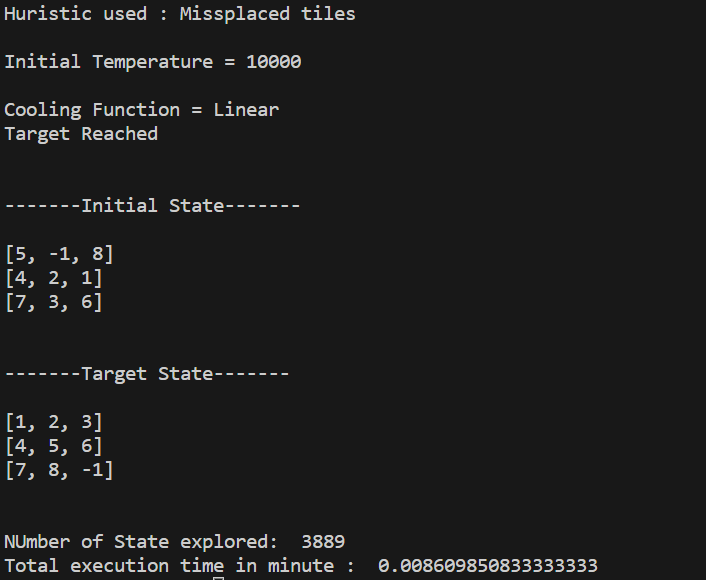 Huristic used : Missplaced tiles
Initial Temperature = 10000
Cooling Function = Linear
Target Reached
-------Initial State-------
[5, -1, 8]
[4, 2, 1]
[7, 3, 6]
-------Target State-------
[1, 2, 3]
[4, 5, 6]
[7, 8, -1]
NUmber of State explored:  3889
Total execution time in minute :  0.008609850833333333